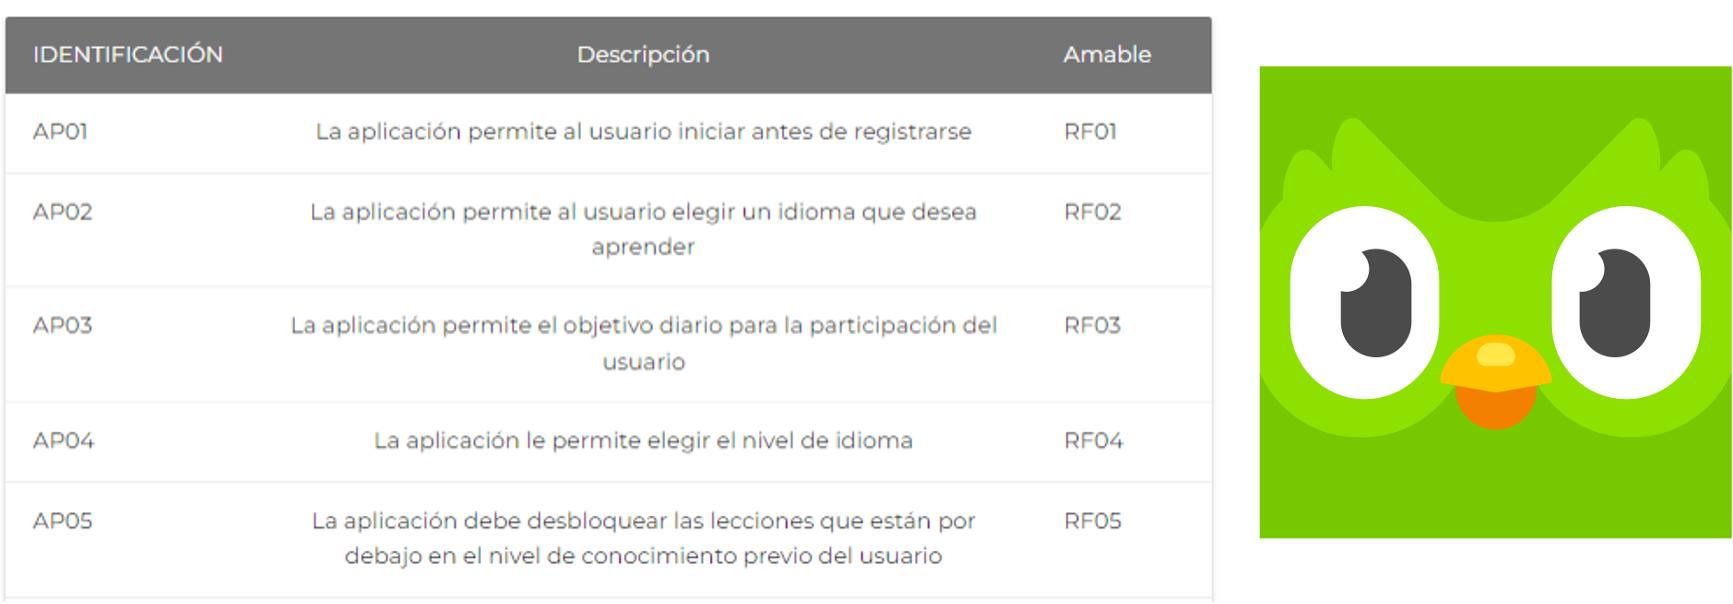 IDENTIFICACIÓN Descripción Amable
AP01 La aplicación permite al usuario iniciar antes de registrarse RF01
AP02 La aplicación permite al usuario elegir un idioma que desea RF02
aprender
AP03 La aplicación permite el objetivo diario para la participación del RF03
usuario
AP04 La aplicación le permite elegir el nivel de idioma RF04
AP05 La aplicación debe desbloquear las lecciones que están por RF05
debajo en el nivel de conocimiento previo del usuario